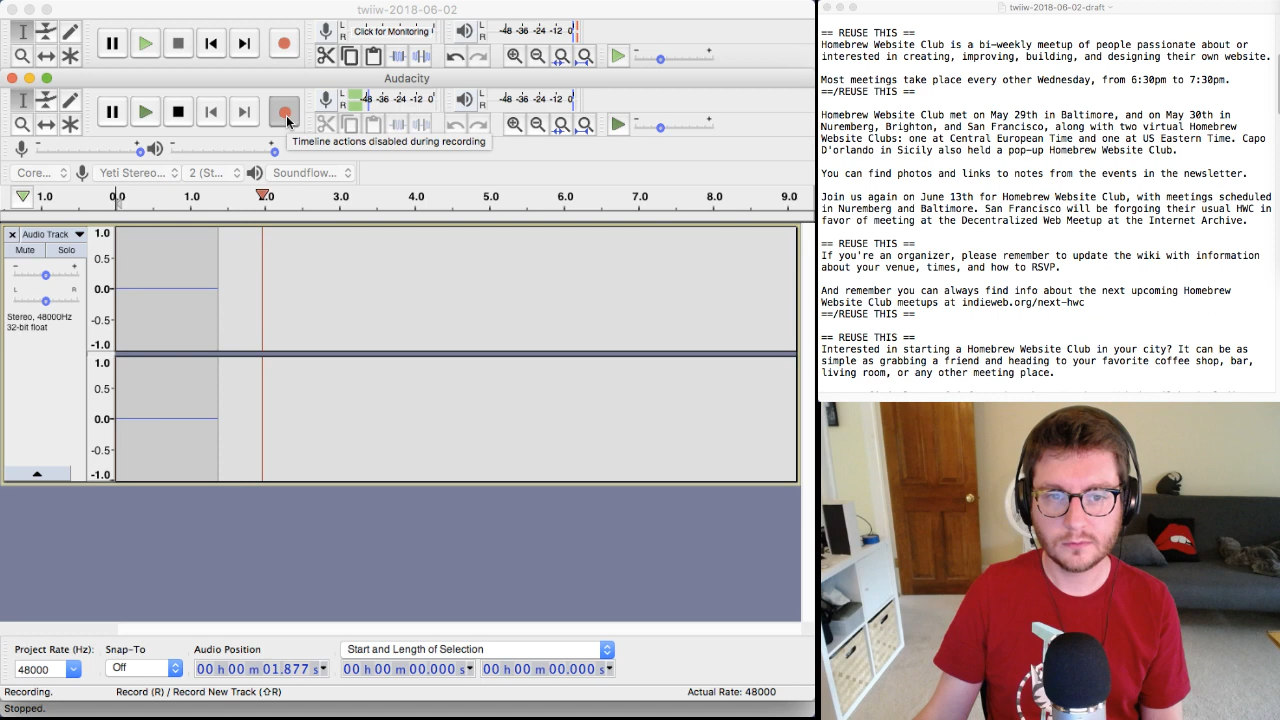 twiiw-2018-06-02
L
R
Click for Monitoring
-48 -36 -24 -12 0
Audacity
L
R
-48 -36 -24 -12 0
L
R
-48 -36 -24 -12 0
Timeline actions disabled during recording
Core...
Yeti Stereo...
2 (St...
Soundflow...
1.0 0.0 1.0 2.0 3.0 4.0 5.0 6.0 7.0 8.0 9.0
Audio Track
Mute Solo
- +
L R
Stereo, 48000Hz
32-bit float
1.0
0.5
0.0
-0.5
-1.0
1.0
0.5
0.0
-0.5
-1.0
Project Rate (Hz): Snap-To Audio Position Start and Length of Selection
48000 Off 00 h 00 m 01.877 s 00 h 00 m 00.000 s 00 h 00 m 00.000 s
Recording. Record (R) / Record New Track (⇧R) Actual Rate: 48000
Stopped.
twiiw-2018-06-02-draft
== REUSE THIS ==
Homebrew Website Club is a bi-weekly meetup of people passionate about or
interested in creating, improving, building, and designing their own website.
Most meetings take place every other Wednesday, from 6:30pm to 7:30pm.
==/REUSE THIS ==
Homebrew Website Club met on May 29th in Baltimore, and on May 30th in
Nuremberg, Brighton, and San Francisco, along with two virtual Homebrew
Website Clubs: one at Central European Time and one at US Eastern Time. Capo
D'orlando in Sicily also held a pop-up Homebrew Website Club.
You can find photos and links to notes from the events in the newsletter.
Join us again on June 13th for Homebrew Website Club, with meetings scheduled
in Nuremberg and Baltimore. San Francisco will be forgoing their usual HWC in
favor of meeting at the Decentralized Web Meetup at the Internet Archive.
== REUSE THIS ==
If you're an organizer, please remember to update the wiki with information
about your venue, times, and how to RSVP.
And remember you can always find info about the next upcoming Homebrew
Website Club meetups at indieweb.org/next-hwc
==/REUSE THIS ==
== REUSE THIS ==
Interested in starting a Homebrew Website Club in your city? It can be as
simple as grabbing a friend and heading to your favorite coffee shop, bar,
living room, or any other meeting place.